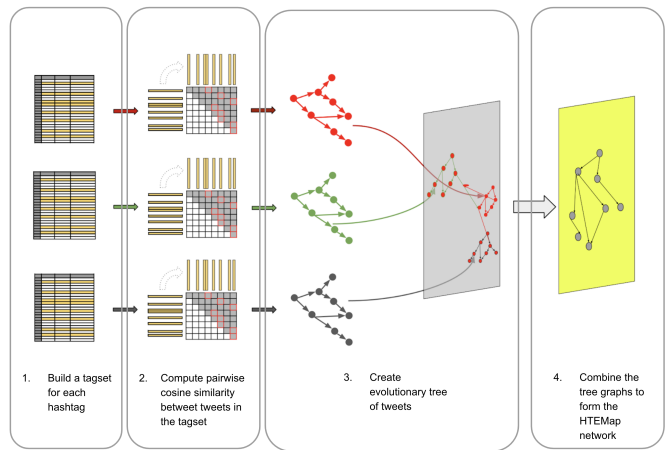 1. Build a tagset
for each
hashtag
2. Compute pairwise
cosine similarity
betweet tweets in
the tagset
3. Create
evolutionary tree
of tweets
4. Combine the
tree graphs to
form the
HTEMap
network